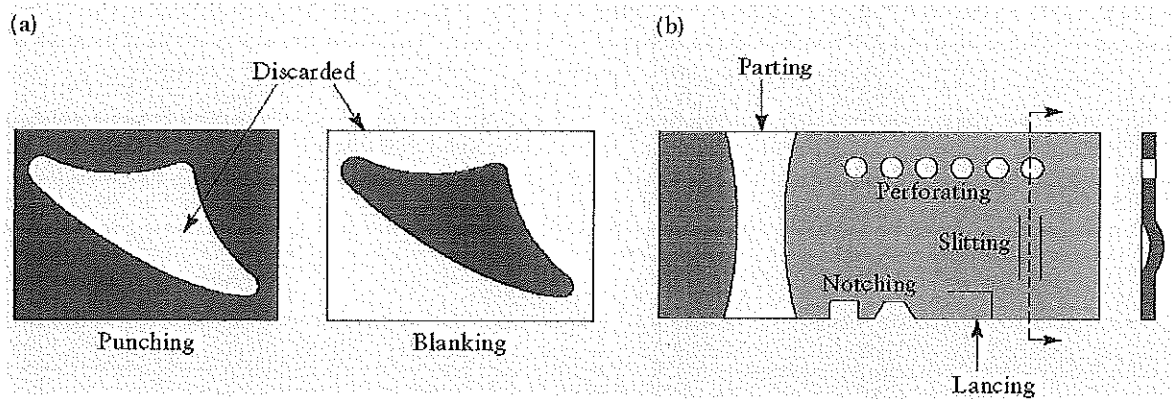 (a)
Discarded
Punching
Blanking
(b)
Parting
Perforating
Slitting
Notching
Lancing